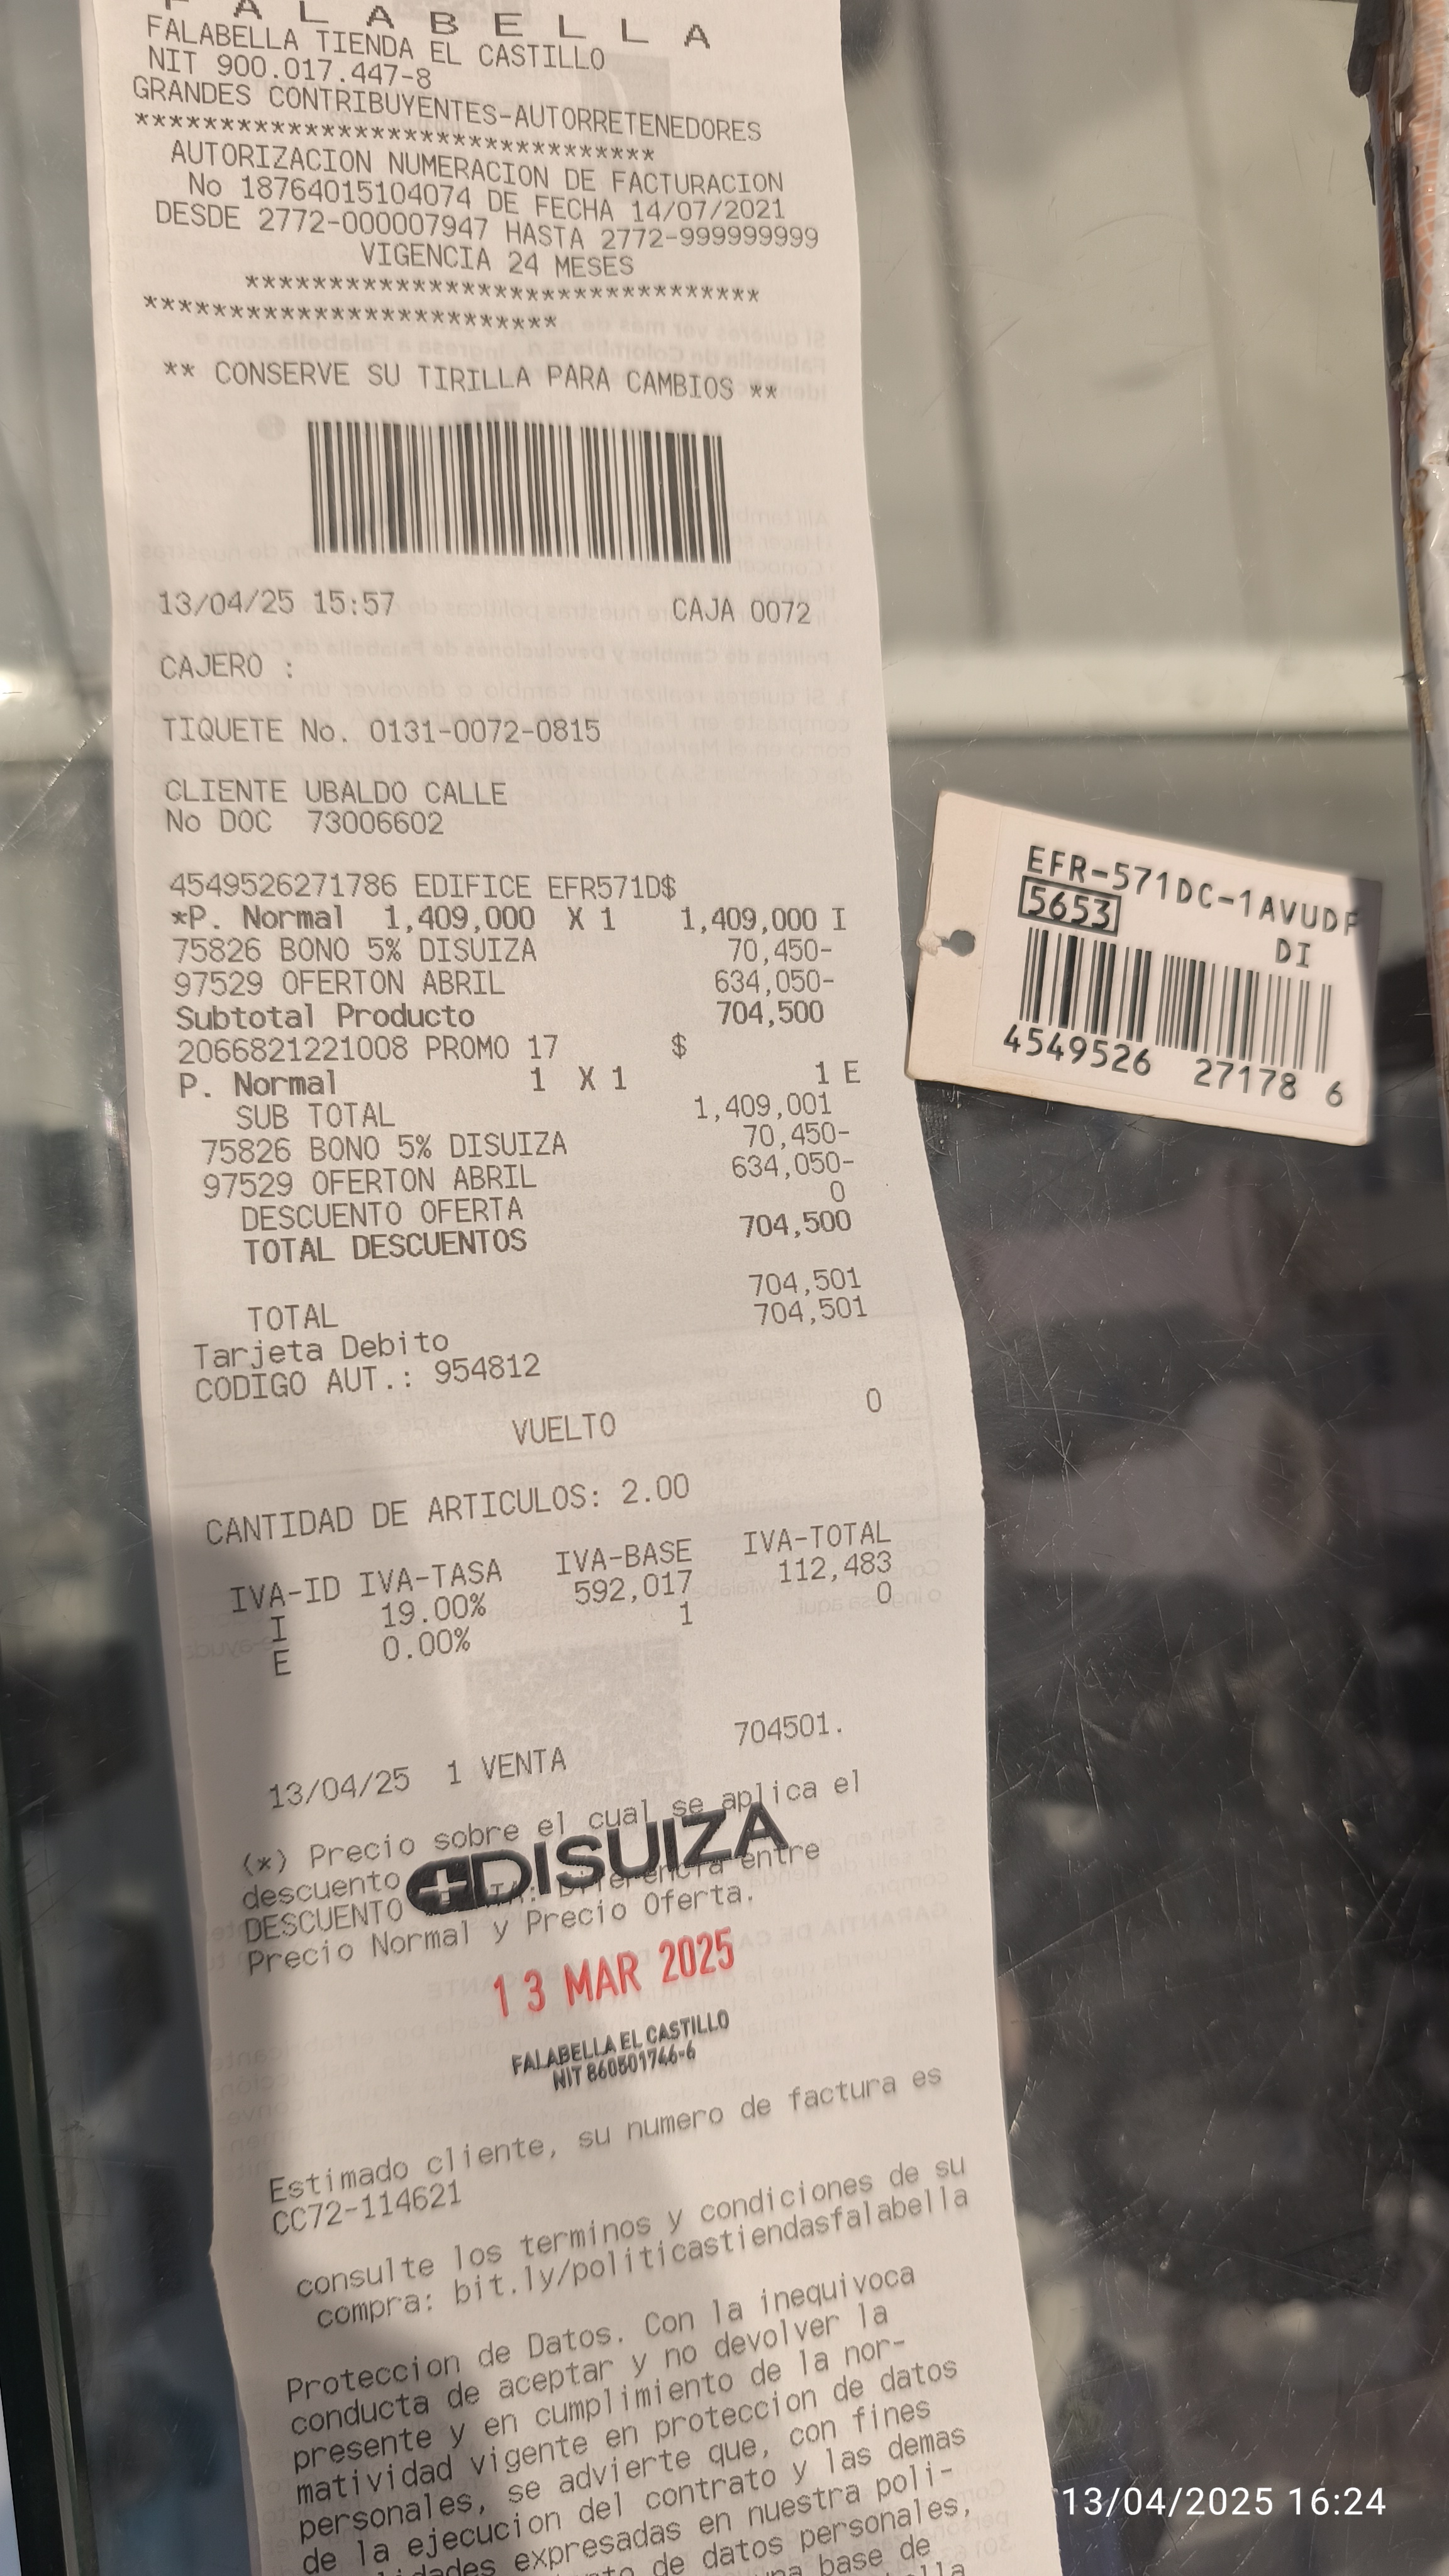 FALABELLA
FALABELLA TIENDA EL CASTILLO
NIT 900.017.447-8
GRANDES CONTRIBUYENTES-AUTORRETENEDORES
*******************************
AUTORIZACION NUMERACION DE FACTURACION
No 18764015104074 DE FECHA 14/07/2021
DESDE 2772-000007947 HASTA 2772-999999999
VIGENCIA 24 MESES
*******************************
*************************
** CONSERVE SU TIRILLA PARA CAMBIOS **
13/04/25 15:57 CAJA 0072
CAJERO :
TIQUETE No. 0131-0072-0815
CLIENTE UBALDO CALLE
No DOC 73006602
4549526271786 EDIFICE EFR571D$
*P. Normal 1,409,000 X 1 1,409,000 I
75826 BONO 5% DISUIZA 70,450-
97529 OFERTON ABRIL 634,050-
Subtotal Producto 704,500
2066821221008 PROMO 17 $
P. Normal 1 X 1 1 E
SUB TOTAL 1,409,001
75826 BONO 5% DISUIZA 70,450-
97529 OFERTON ABRIL 634,050-
DESCUENTO OFERTA 0
TOTAL DESCUENTOS 704,500
TOTAL 704,501
Tarjeta Debito 704,501
CODIGO AUT.: 954812
VUELTO 0
CANTIDAD DE ARTICULOS: 2.00
IVA-ID IVA-TASA IVA-BASE IVA-TOTAL
I 19.00% 592,017 112,483
E 0.00% 1 0
13/04/25 1 VENTA 704501.
(*) Precio sobre el cual se aplica el
descuento
DESCUENTO Diferencia entre
Precio Normal y Precio Oferta.
DISUIZA
13 MAR 2025
FALABELLA EL CASTILLO
NIT 860501746-6
Estimado cliente, su numero de factura es
CC72-114621
consulte los terminos y condiciones de su
compra: bit.ly/politicastiendasfalabella
Proteccion de Datos. Con la inequivoca
conducta de aceptar y no devolver la
presente y en cumplimiento de la nor-
matividad vigente en proteccion de datos
personales, se advierte que, con fines
de la ejecucion del contrato y las demas
expresadas en nuestra poli-
de datos personales,
base de
EFR-571DC-1AVUDF
5653
DI
4549526 27178 6
13/04/2025 16:24